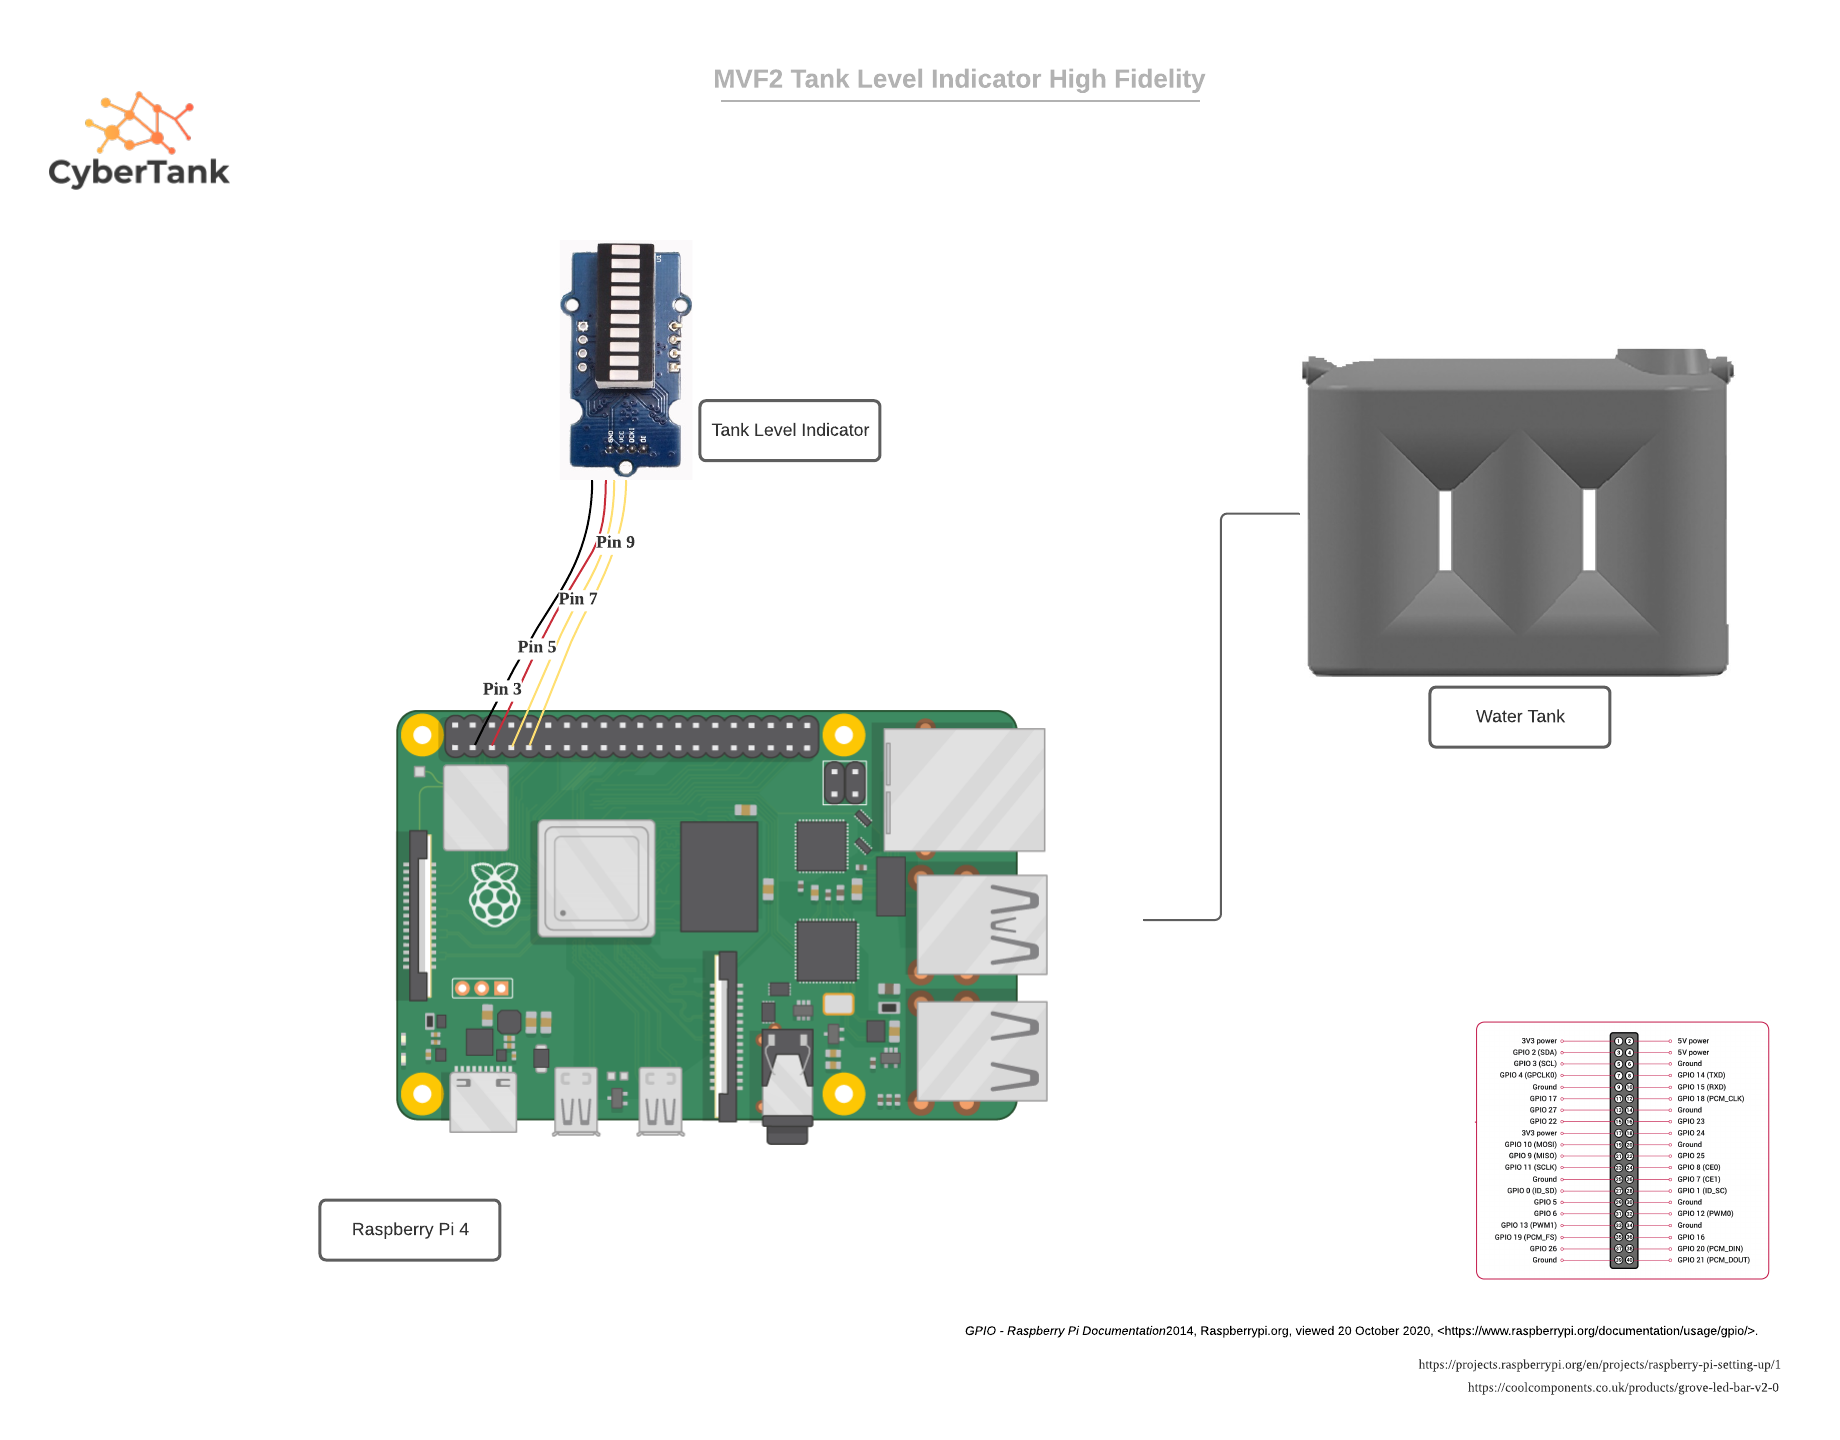 MVF2 Tank Level Indicator High Fidelity
CyberTank
U1
GND VCC DCKI DI
Tank Level Indicator
Pin 9
Pin 7
Pin 5
Pin 3
Water Tank
Raspberry Pi 4
3V3 power 1 2 5V power
GPIO 2 (SDA) 3 4 5V power
GPIO 3 (SCL) 5 6 Ground
GPIO 4 (GPCLK0) 7 8 GPIO 14 (TXD)
Ground 9 10 GPIO 15 (RXD)
GPIO 17 11 12 GPIO 18 (PCM_CLK)
GPIO 27 13 14 Ground
GPIO 22 15 16 GPIO 23
3V3 power 17 18 GPIO 24
GPIO 10 (MOSI) 19 20 Ground
GPIO 9 (MISO) 21 22 GPIO 25
GPIO 11 (SCLK) 23 24 GPIO 8 (CE0)
Ground 25 26 GPIO 7 (CE1)
GPIO 0 (ID_SD) 27 28 GPIO 1 (ID_SC)
GPIO 5 29 30 Ground
GPIO 6 31 32 GPIO 12 (PWM0)
GPIO 13 (PWM1) 33 34 Ground
GPIO 19 (PCM_FS) 35 36 GPIO 16
GPIO 26 37 38 GPIO 20 (PCM_DIN)
Ground 39 40 GPIO 21 (PCM_DOUT)
GPIO - Raspberry Pi Documentation2014, Raspberrypi.org, viewed 20 October 2020, <https://www.raspberrypi.org/documentation/usage/gpio/>.
https://projects.raspberrypi.org/en/projects/raspberry-pi-setting-up/1
https://coolcomponents.co.uk/products/grove-led-bar-v2-0